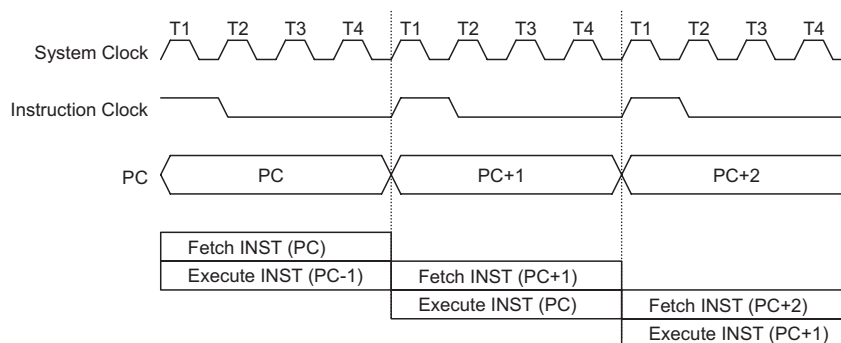 T1 T2 T3 T4 T1 T2 T3 T4 T1 T2 T3 T4
System Clock
Instruction Clock
PC PC PC+1 PC+2
Fetch INST (PC)
Execute INST (PC-1) Fetch INST (PC+1)
Execute INST (PC) Fetch INST (PC+2)
Execute INST (PC+1)